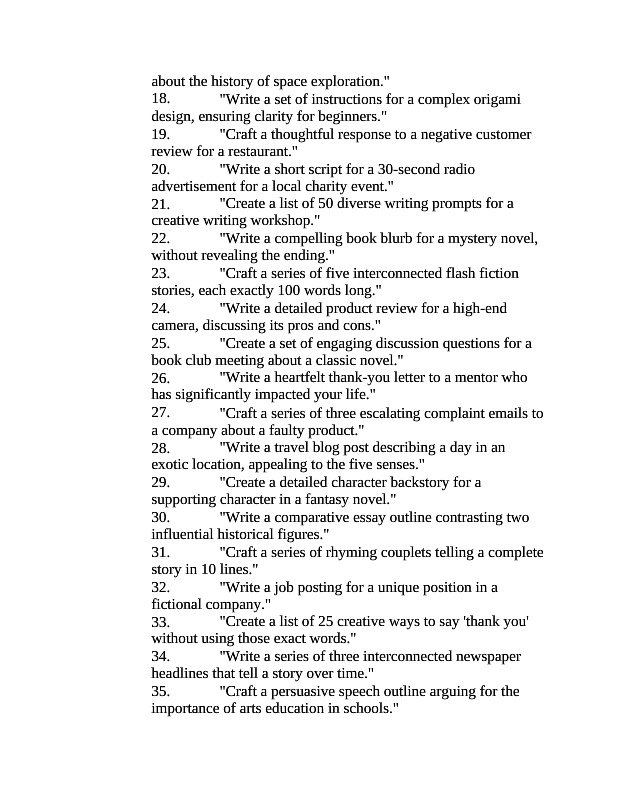 about the history of space exploration."
18. "Write a set of instructions for a complex origami
design, ensuring clarity for beginners."
19. "Craft a thoughtful response to a negative customer
review for a restaurant."
20. "Write a short script for a 30-second radio
advertisement for a local charity event."
21. "Create a list of 50 diverse writing prompts for a
creative writing workshop."
22. "Write a compelling book blurb for a mystery novel,
without revealing the ending."
23. "Craft a series of five interconnected flash fiction
stories, each exactly 100 words long."
24. "Write a detailed product review for a high-end
camera, discussing its pros and cons."
25. "Create a set of engaging discussion questions for a
book club meeting about a classic novel."
26. "Write a heartfelt thank-you letter to a mentor who
has significantly impacted your life."
27. "Craft a series of three escalating complaint emails to
a company about a faulty product."
28. "Write a travel blog post describing a day in an
exotic location, appealing to the five senses."
29. "Create a detailed character backstory for a
supporting character in a fantasy novel."
30. "Write a comparative essay outline contrasting two
influential historical figures."
31. "Craft a series of rhyming couplets telling a complete
story in 10 lines."
32. "Write a job posting for a unique position in a
fictional company."
33. "Create a list of 25 creative ways to say 'thank you'
without using those exact words."
34. "Write a series of three interconnected newspaper
headlines that tell a story over time."
35. "Craft a persuasive speech outline arguing for the
importance of arts education in schools."